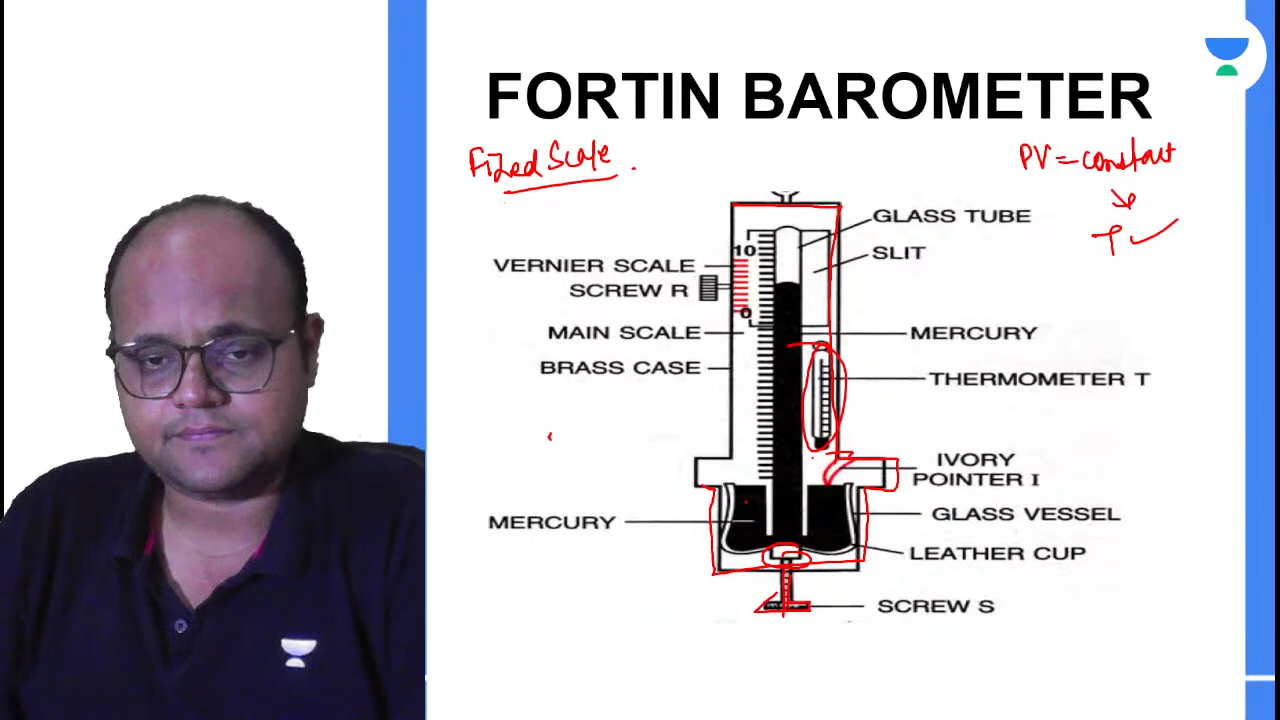 FORTIN BAROMETER
Fixed Scale.
PV = constant
T
GLASS TUBE
10
SLIT
VERNIER SCALE
SCREW R
0
MAIN SCALE
MERCURY
BRASS CASE
THERMOMETER T
IVORY
POINTER I
MERCURY
GLASS VESSEL
LEATHER CUP
SCREW S